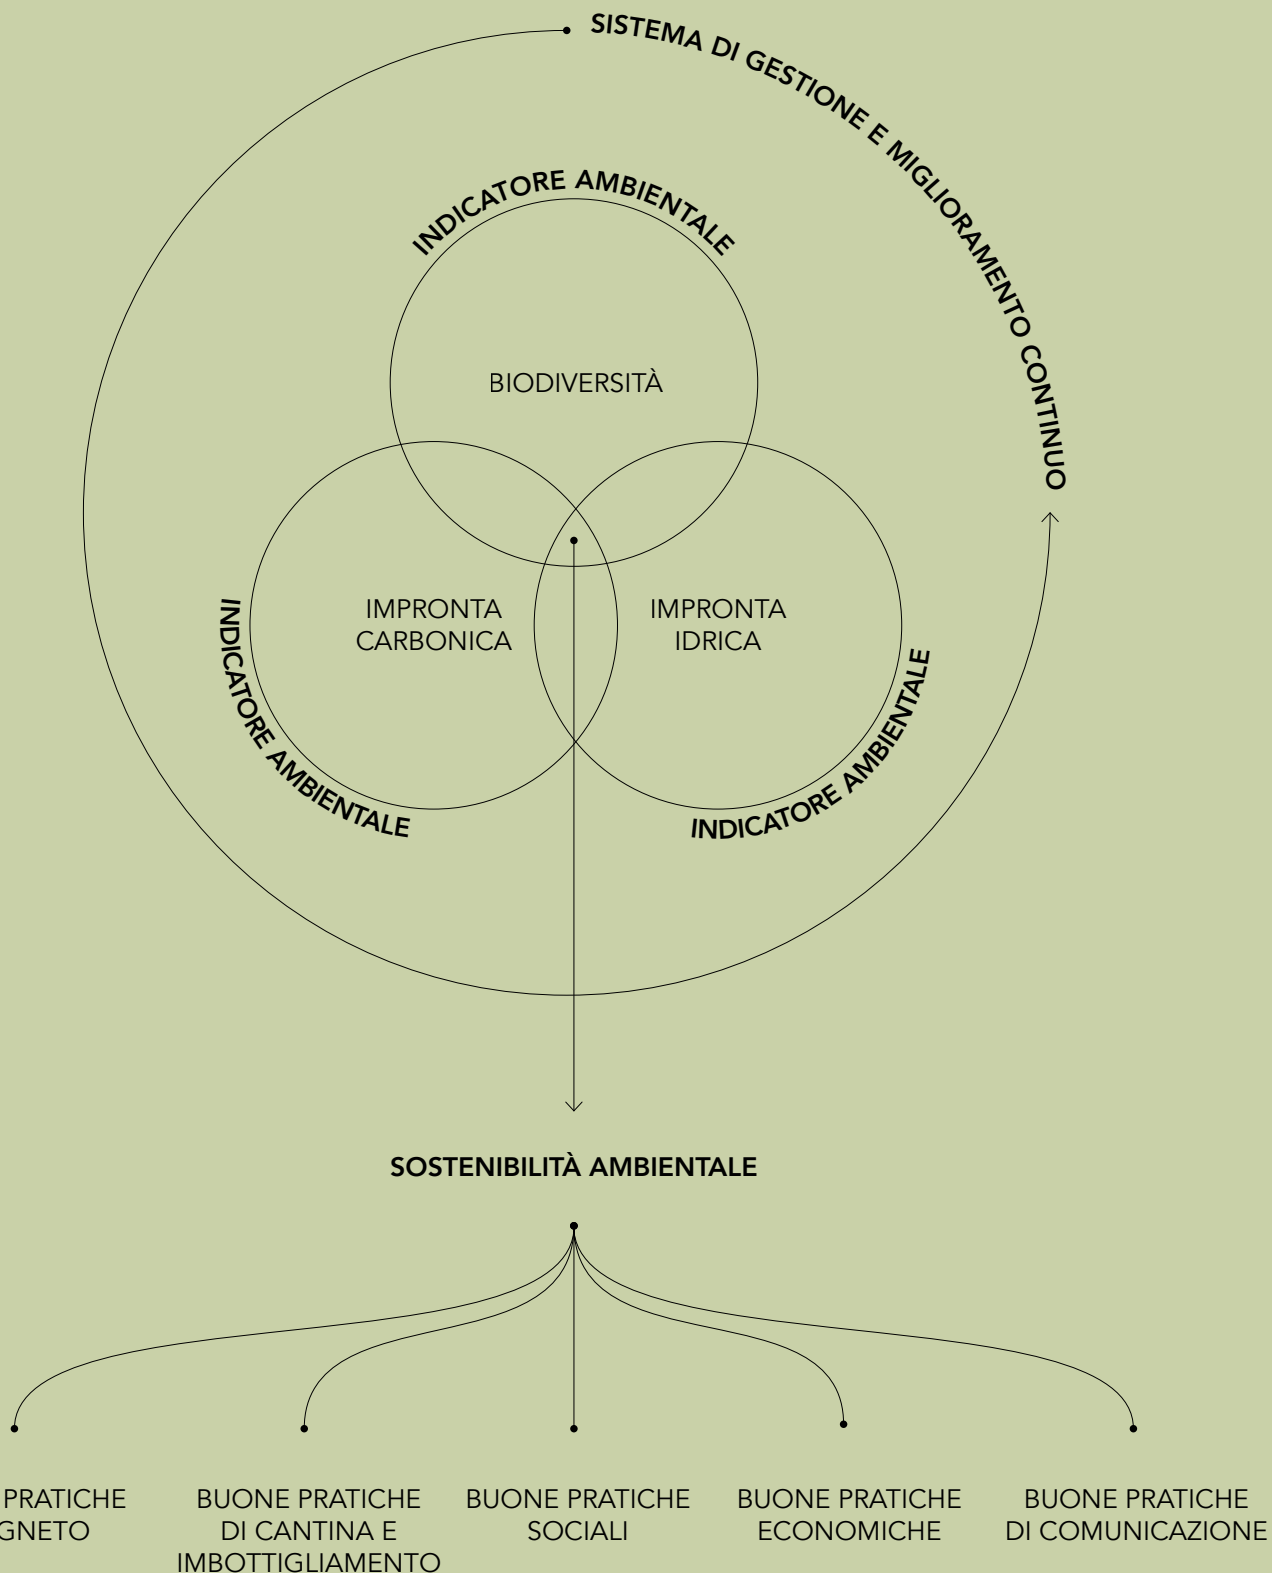 SISTEMA DI GESTIONE E MIGLIORAMENTO CONTINUO
INDICATORE AMBIENTALE
BIODIVERSITÀ
IMPRONTA
CARBONICA
INDICATORE AMBIENTALE
IMPRONTA
IDRICA
INDICATORE AMBIENTALE
SOSTENIBILITÀ AMBIENTALE
PRATICHE
GNETO
BUONE PRATICHE
DI CANTINA E
IMBOTTIGLIAMENTO
BUONE PRATICHE
SOCIALI
BUONE PRATICHE
ECONOMICHE
BUONE PRATICHE
DI COMUNICAZIONE